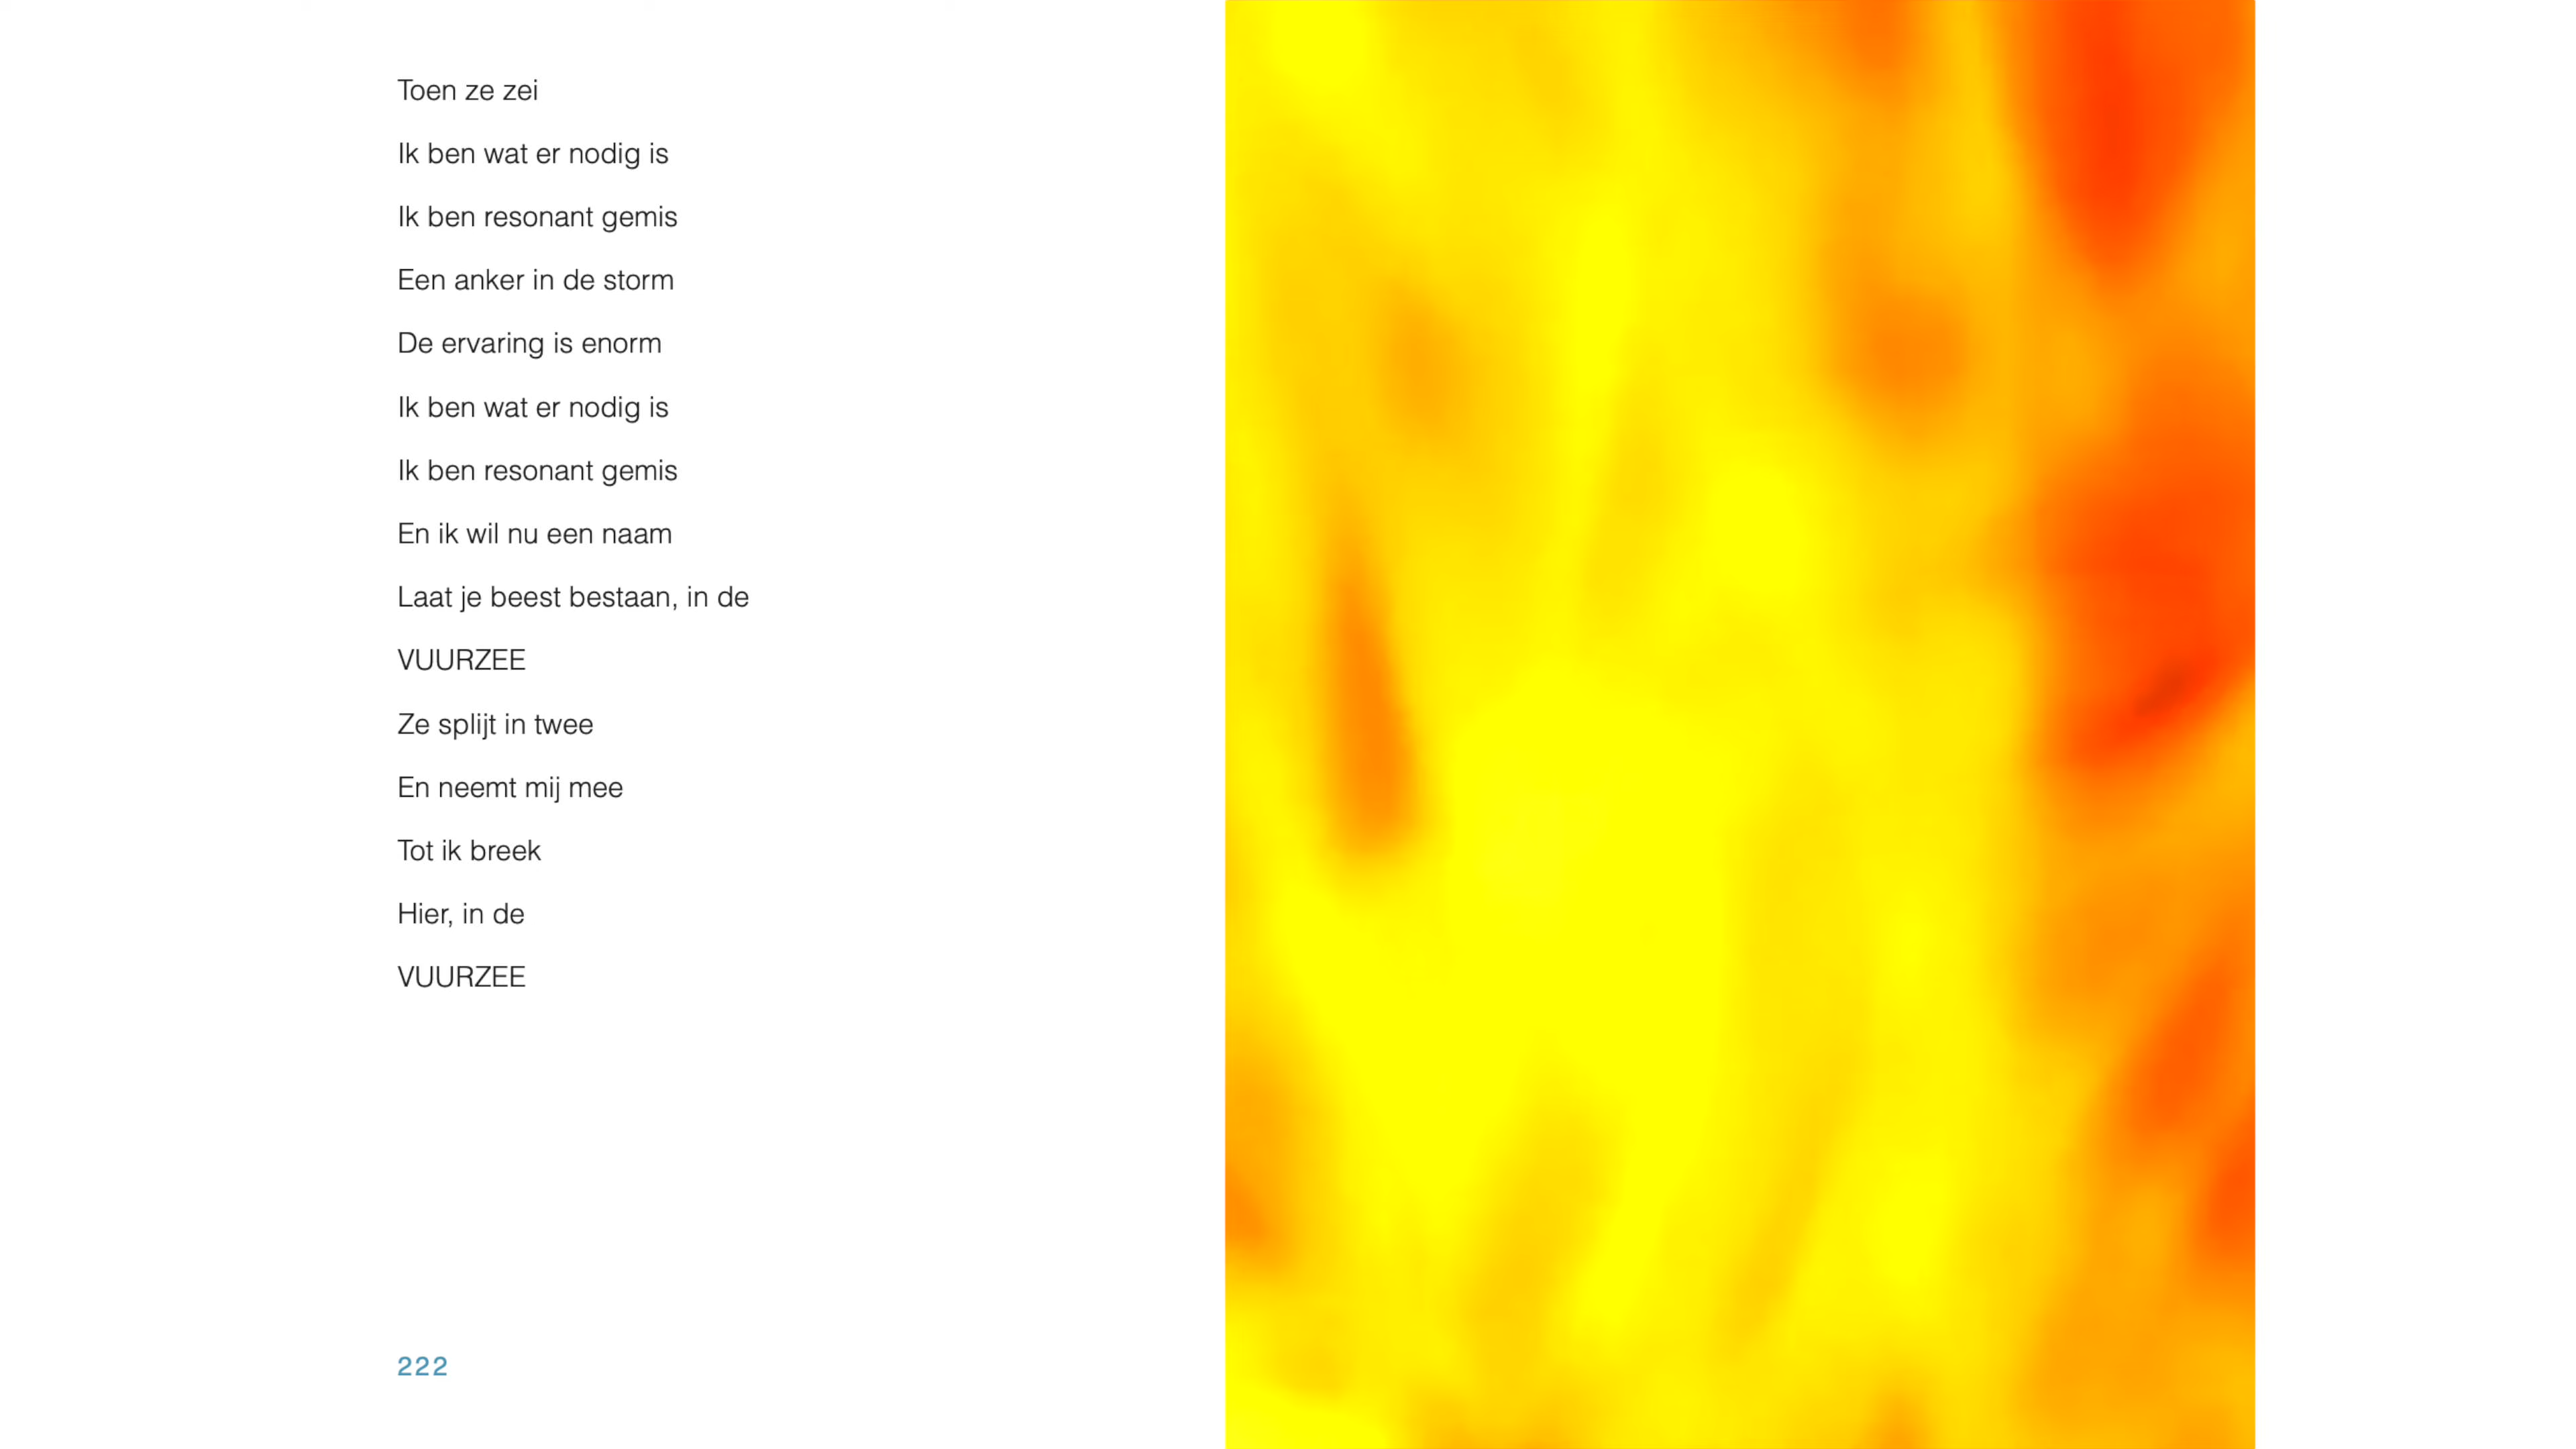 Toen ze zei
Ik ben wat er nodig is
Ik ben resonant gemis
Een anker in de storm
De ervaring is enorm
Ik ben wat er nodig is
Ik ben resonant gemis
En ik wil nu een naam
Laat je beest bestaan, in de
VUURZEE
Ze splijt in twee
En neemt mij mee
Tot ik breek
Hier, in de
VUURZEE
222